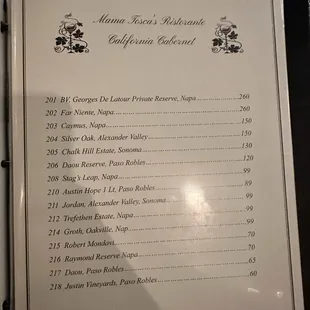 Mama Tosca's Ristorante
California Cabernet
201 BV. Georges De Latour Private Reserve, Napa 260
202 Far Niente, Napa 260
203 Caymus, Napa 150
204 Silver Oak, Alexander Valley 150
205 Chalk Hill Estate, Sonoma 130
206 Daou Reserve, Paso Robles 120
208 Stag's Leap, Napa 99
210 Austin Hope 1 Lt, Paso Robles 89
211 Jordan, Alexander Valley, Sonoma 99
212 Trefethen Estate, Napa 99
214 Groth, Oakville, Nap 99
215 Robert Mondavi 70
216 Raymond Reserve Napa 70
217 Daou, Paso Robles 65
218 Justin Vineyards, Paso Robles 60